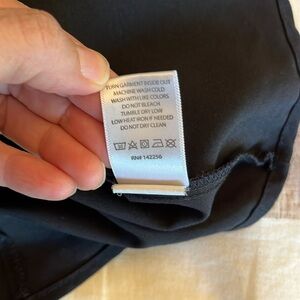 TURN GARMENT INSIDE OUT
MACHINE WASH COLD
WASH WITH LIKE COLORS
DO NOT BLEACH
TUMBLE DRY LOW
LOW HEAT IRON IF NEEDED
DO NOT DRY CLEAN
RN# 142256